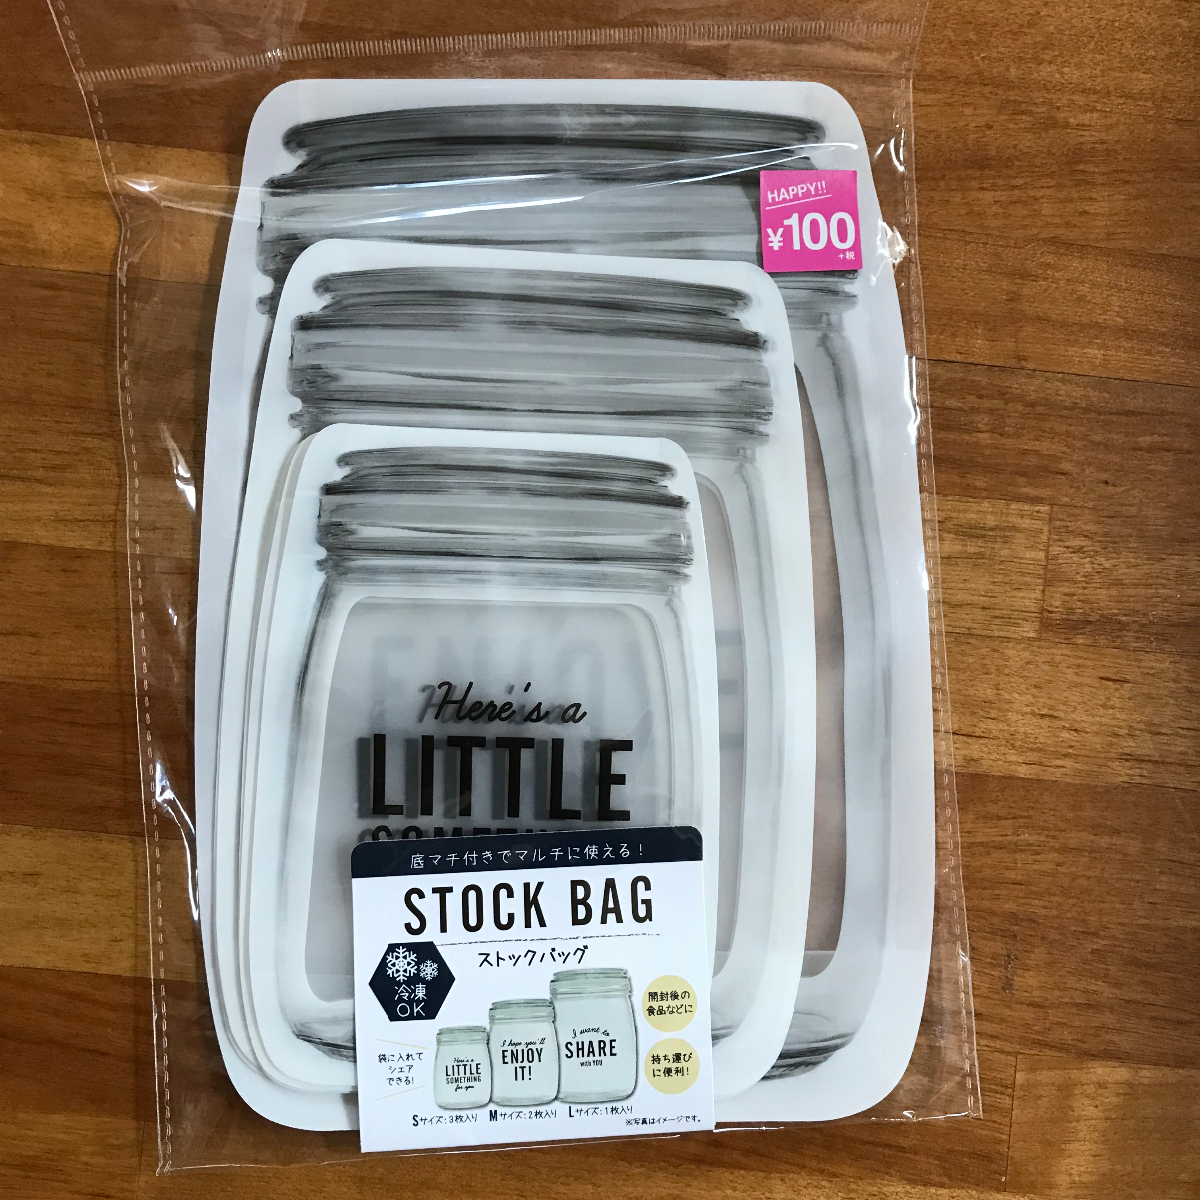 HAPPY!!
¥100
+税
Here's a
LITTLE
底マチ付きでマルチに使える！
STOCK BAG
ストックバッグ
冷凍
OK
開封後の
食品などに
持ち運び
に便利！
袋に入れて
シェア
できる！
Here's a
LITTLE
SOMETHING
for you
I hope you'll
ENJOY
IT!
I want to
SHARE
with YOU
Sサイズ：3枚入り Mサイズ：2枚入り Lサイズ：1枚入り
※写真はイメージです。